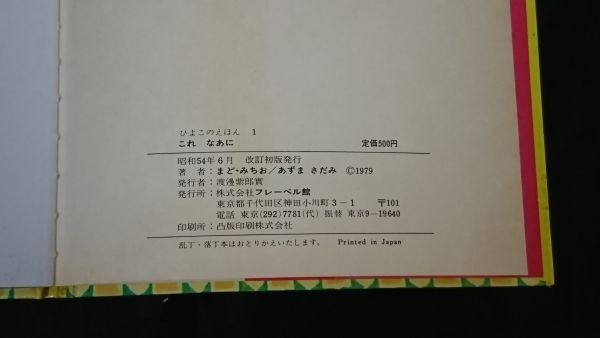 ひよこのえほん 1
これ なあに 定価500円
昭和54年6月 改訂初版発行
著 者：まど・みちお／あずま さだみ ©1979
発行者：渡邊紫郎實
発行所：株式会社フレーベル館
東京都千代田区神田小川町3－1 〒101
電話 東京(292)7781(代) 振替 東京9－19640
印刷所：凸版印刷株式会社
乱丁・落丁本はおとりかえいたします。 Printed in Japan